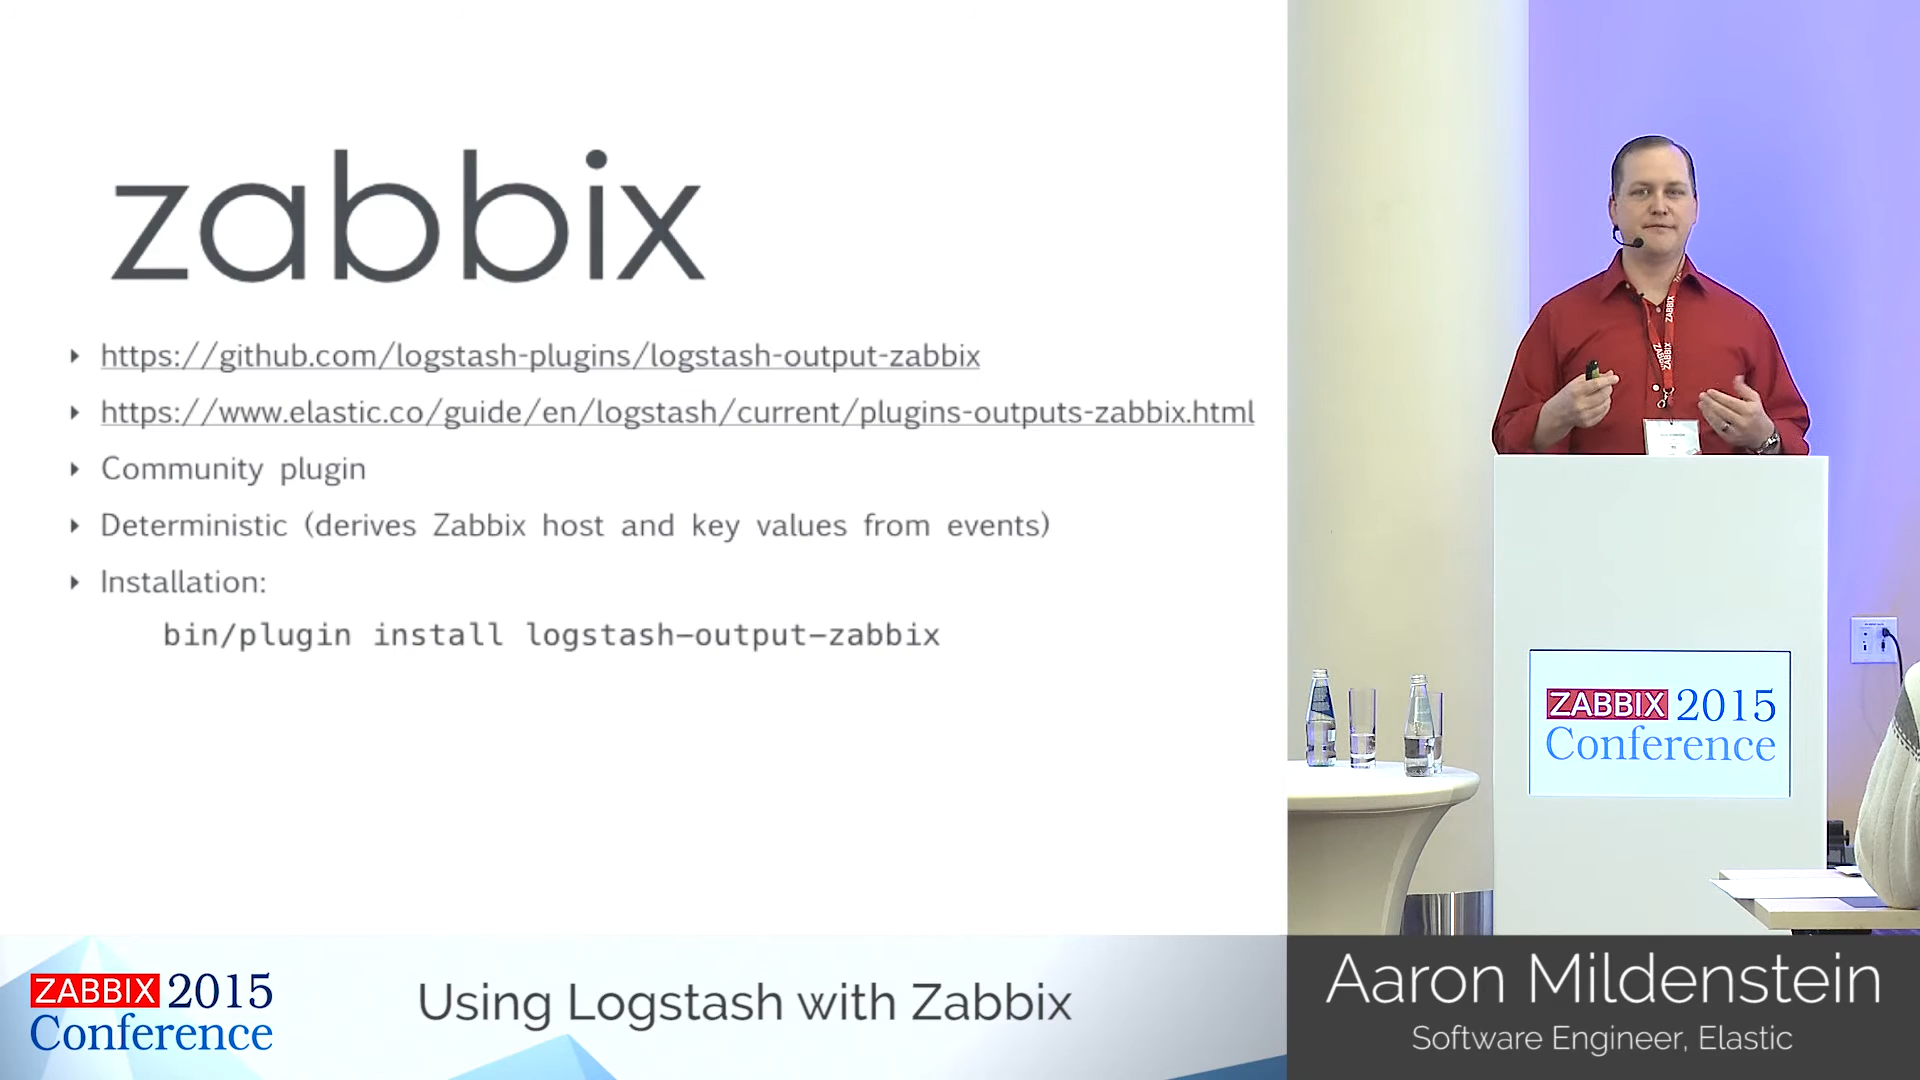 zabbix
https://github.com/logstash-plugins/logstash-output-zabbix
https://www.elastic.co/guide/en/logstash/current/plugins-outputs-zabbix.html
Community plugin
Deterministic (derives Zabbix host and key values from events)
Installation:
bin/plugin install logstash-output-zabbix
ZABBIX
ZABBIX
ZABBIX 2015
Conference
ZABBIX 2015
Conference
Using Logstash with Zabbix
Aaron Mildenstein
Software Engineer, Elastic